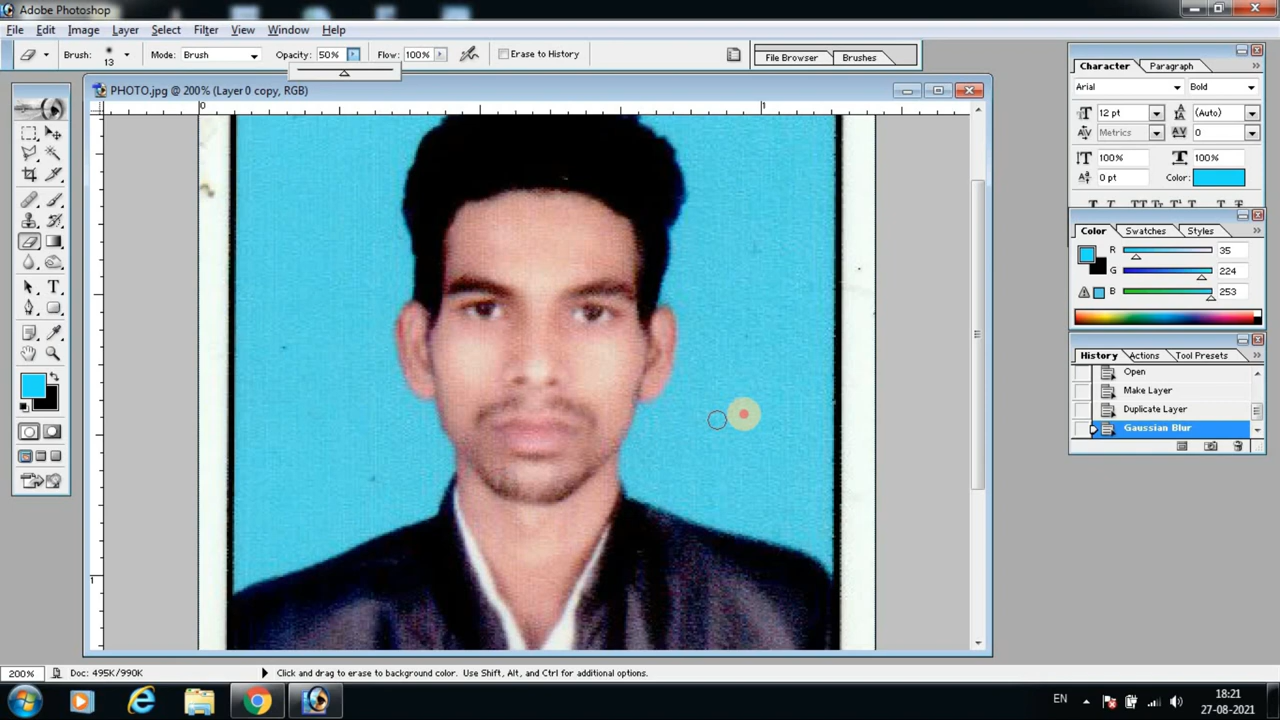 Adobe Photoshop
File Edit Image Layer Select Filter View Window Help
Brush: 13 Mode: Brush Opacity: 50% Flow: 100% Erase to History File Browser Brushes
PHOTO.jpg @ 200% (Layer 0 copy, RGB)
0 1
1
Character Paragraph
Arial Bold
12 pt (Auto)
Metrics 0
100% 100%
0 pt Color:
T T TT Tr T¹ T, T T
Color Swatches Styles
R 35
G 224
B 253
History Actions Tool Presets
Open
Make Layer
Duplicate Layer
Gaussian Blur
200% Doc: 495K/990K Click and drag to erase to background color. Use Shift, Alt, and Ctrl for additional options.
EN 18:21
27-08-2021